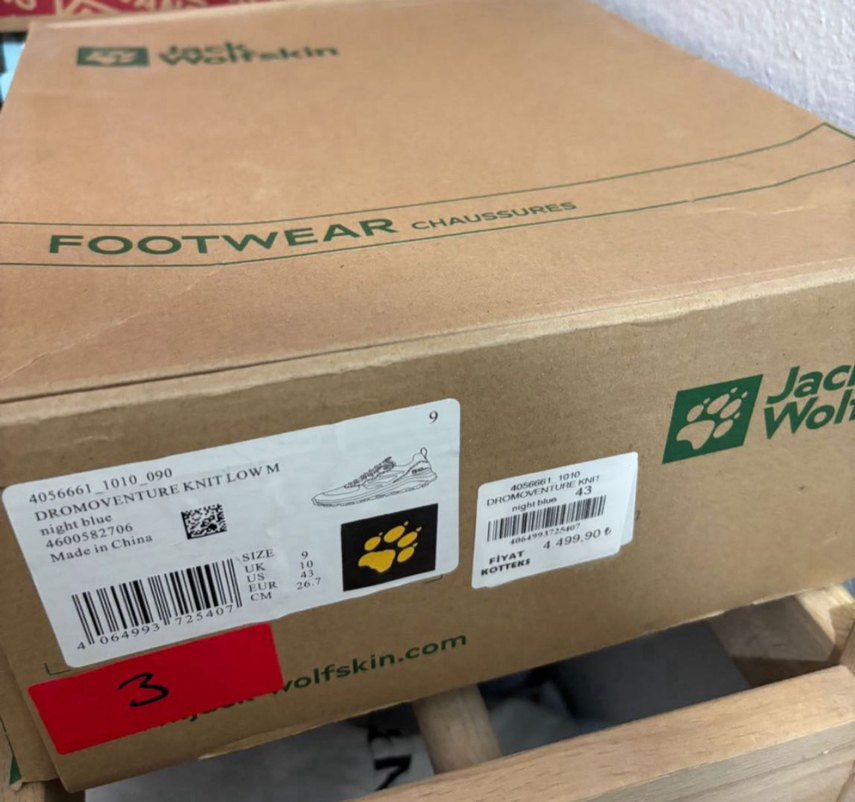 Jack
Wolfskin
FOOTWEAR CHAUSSURES
Jack
Wolf
9
4056661_1010_090
DROMOVENTURE KNIT LOW M
night blue
4600582706
Made in China
SIZE
UK 9
US 10
EUR 43
CM 26.7
4 064993 725407
4056661_1010
DROMOVENTURE KNIT
night blue 43
4064993725407
FİYAT 4 499,90 ₺
KOTTEKS
3
wolfskin.com